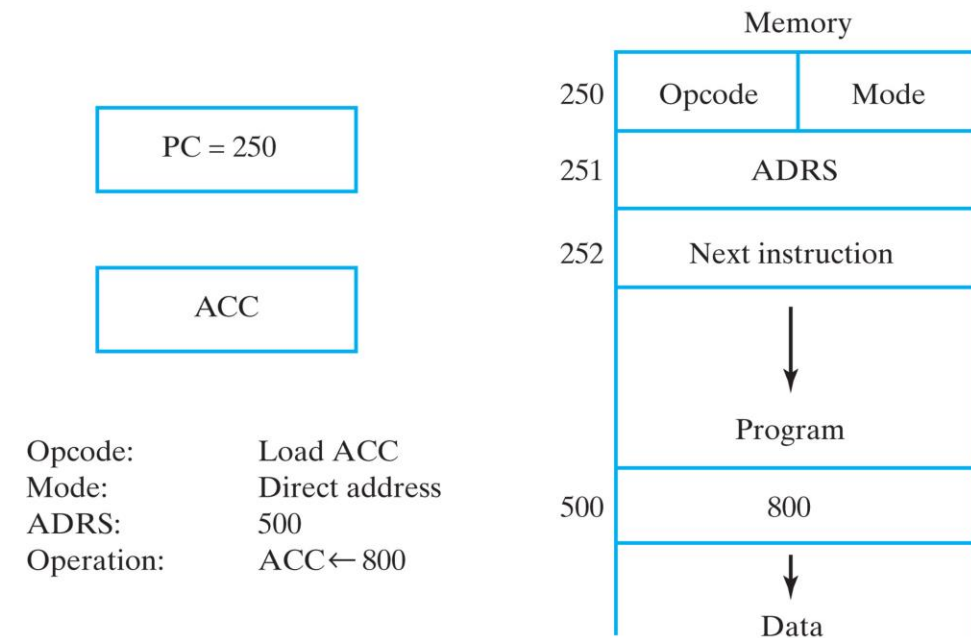 Memory
PC = 250
ACC
250 Opcode Mode
251 ADRS
252 Next instruction
Program
500 800
Data
Opcode: Load ACC
Mode: Direct address
ADRS: 500
Operation: ACC←800